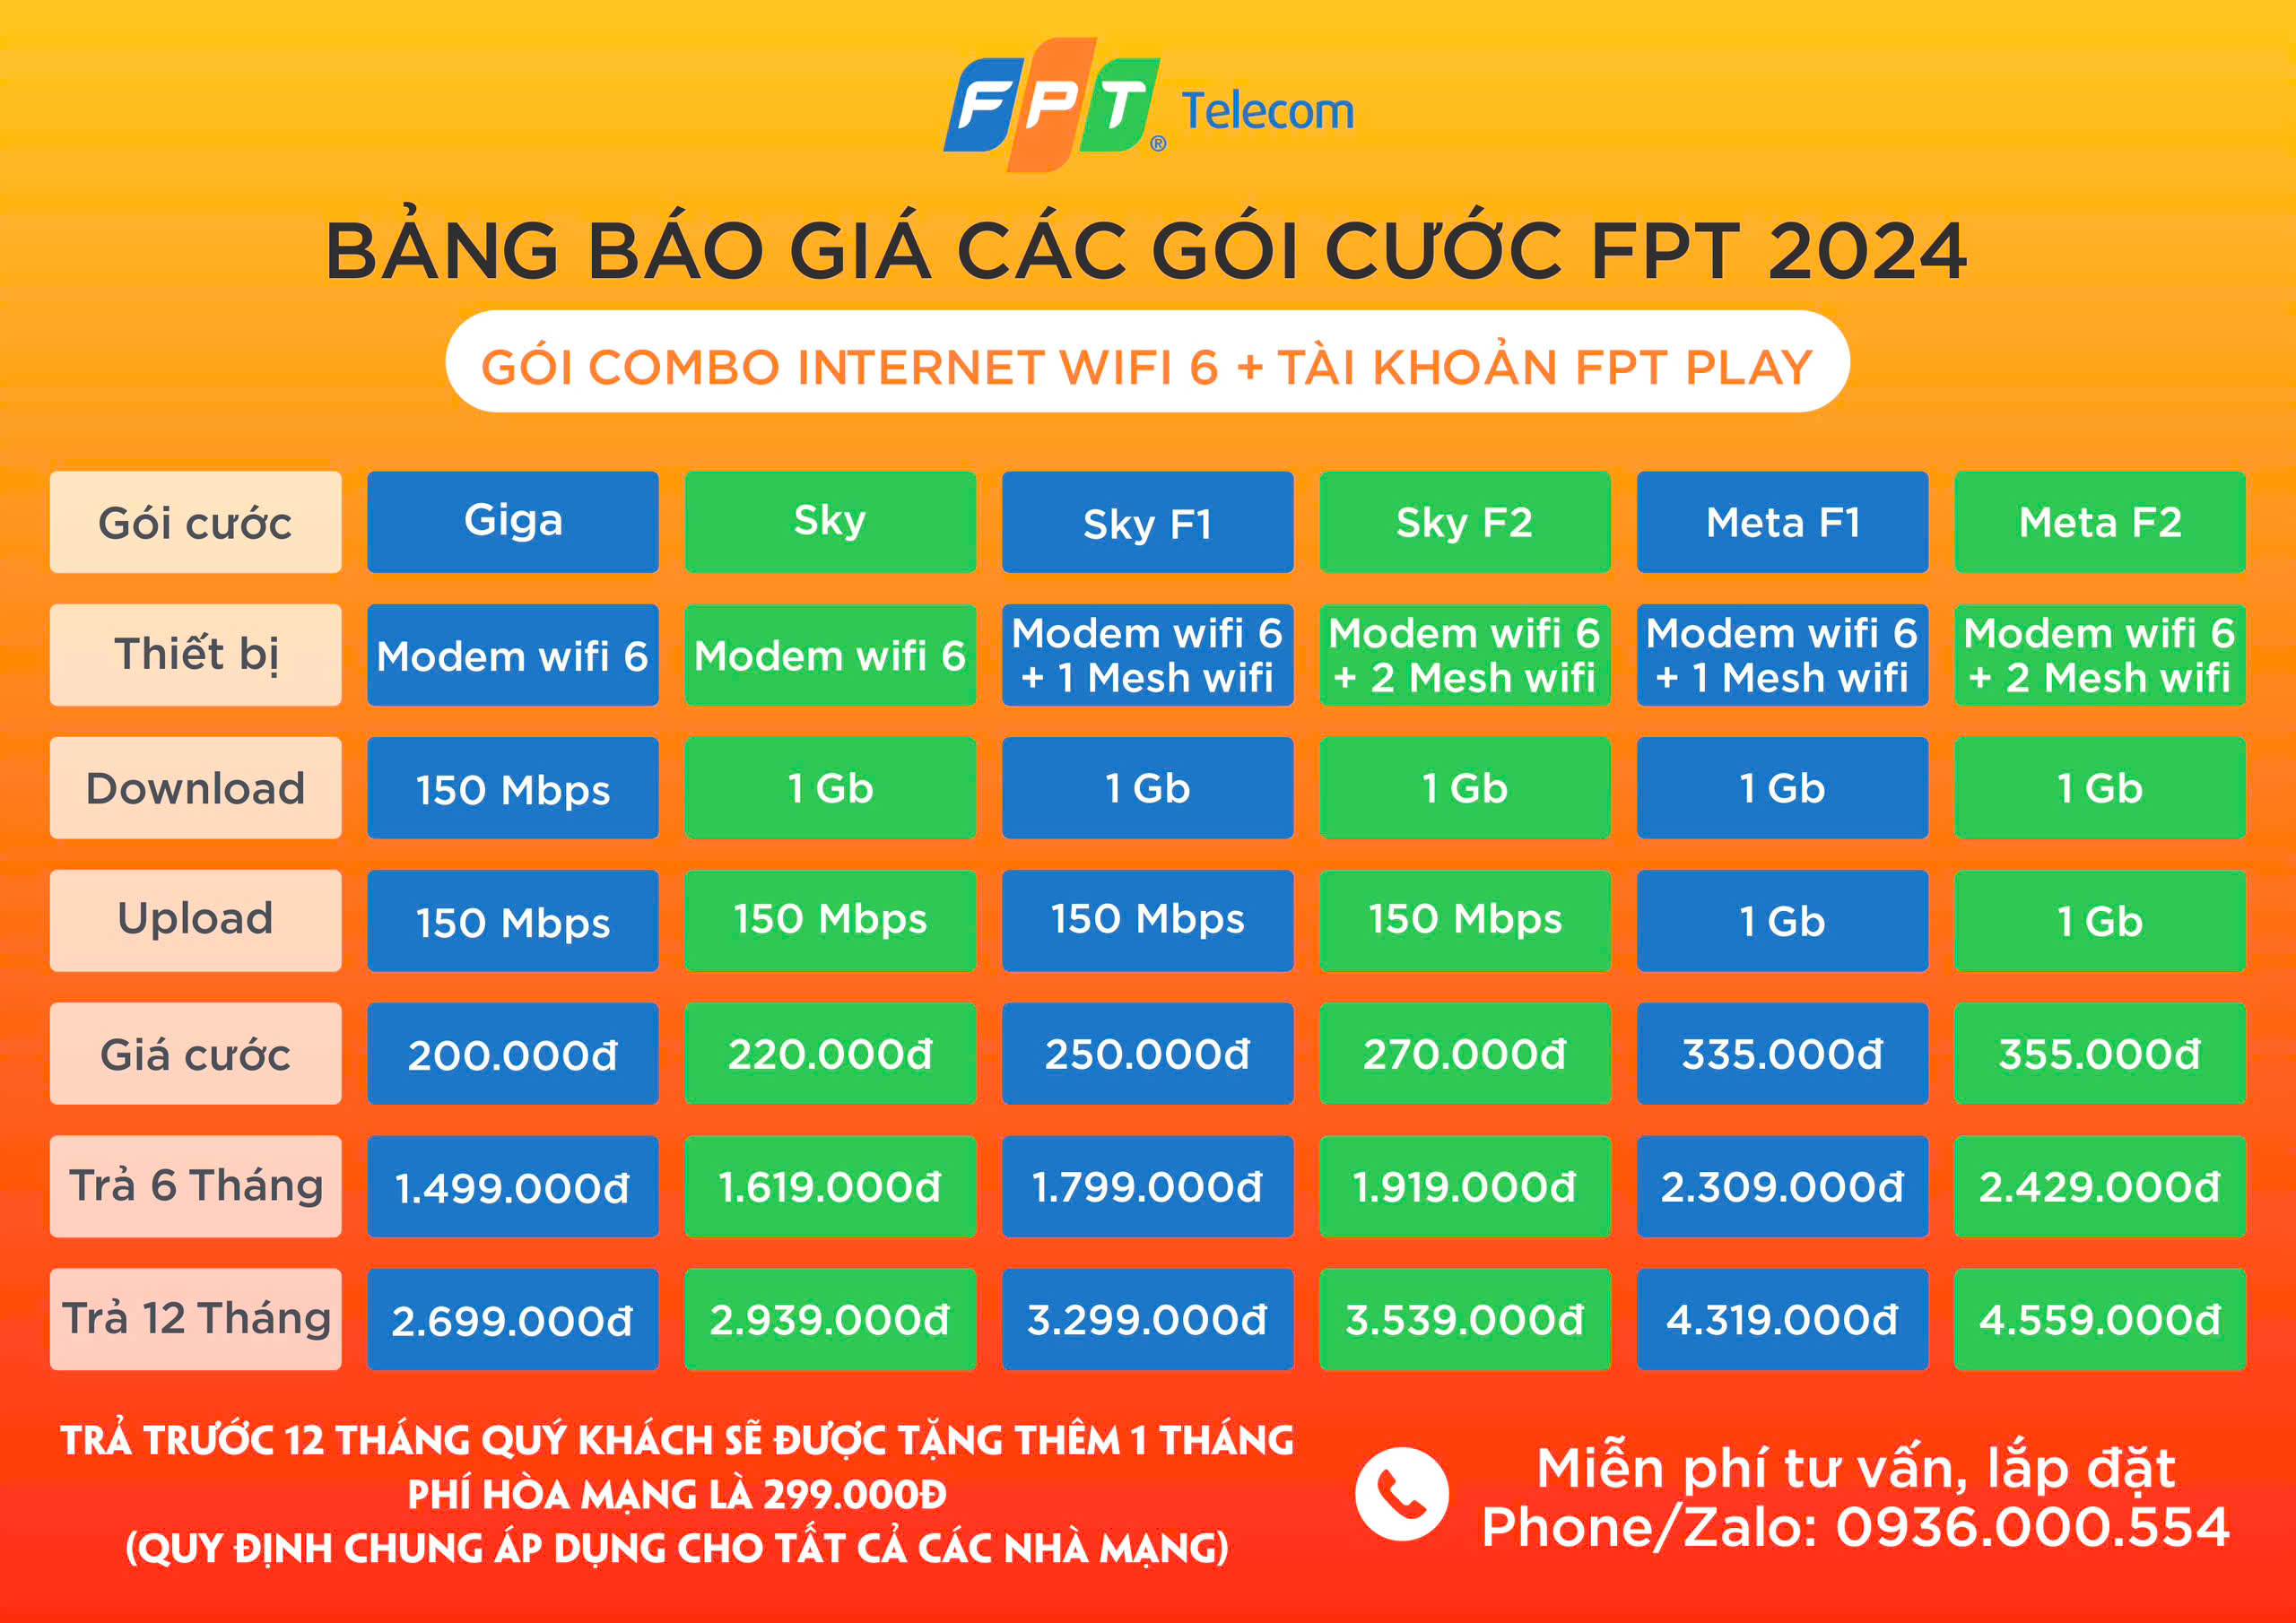 FPT® Telecom
BẢNG BÁO GIÁ CÁC GÓI CƯỚC FPT 2024
GÓI COMBO INTERNET WIFI 6 + TÀI KHOẢN FPT PLAY
Gói cước Giga Sky Sky F1 Sky F2 Meta F1 Meta F2
Thiết bị Modem wifi 6 Modem wifi 6 Modem wifi 6 + 1 Mesh wifi Modem wifi 6 + 2 Mesh wifi Modem wifi 6 + 1 Mesh wifi Modem wifi 6 + 2 Mesh wifi
Download 150 Mbps 1 Gb 1 Gb 1 Gb 1 Gb 1 Gb
Upload 150 Mbps 150 Mbps 150 Mbps 150 Mbps 1 Gb 1 Gb
Giá cước 200.000đ 220.000đ 250.000đ 270.000đ 335.000đ 355.000đ
Trả 6 Tháng 1.499.000đ 1.619.000đ 1.799.000đ 1.919.000đ 2.309.000đ 2.429.000đ
Trả 12 Tháng 2.699.000đ 2.939.000đ 3.299.000đ 3.539.000đ 4.319.000đ 4.559.000đ
TRẢ TRƯỚC 12 THÁNG QUÝ KHÁCH SẼ ĐƯỢC TẶNG THÊM 1 THÁNG
PHÍ HÒA MẠNG LÀ 299.000Đ
(QUY ĐỊNH CHUNG ÁP DỤNG CHO TẤT CẢ CÁC NHÀ MẠNG)
Miễn phí tư vấn, lắp đặt
Phone/Zalo: 0936.000.554